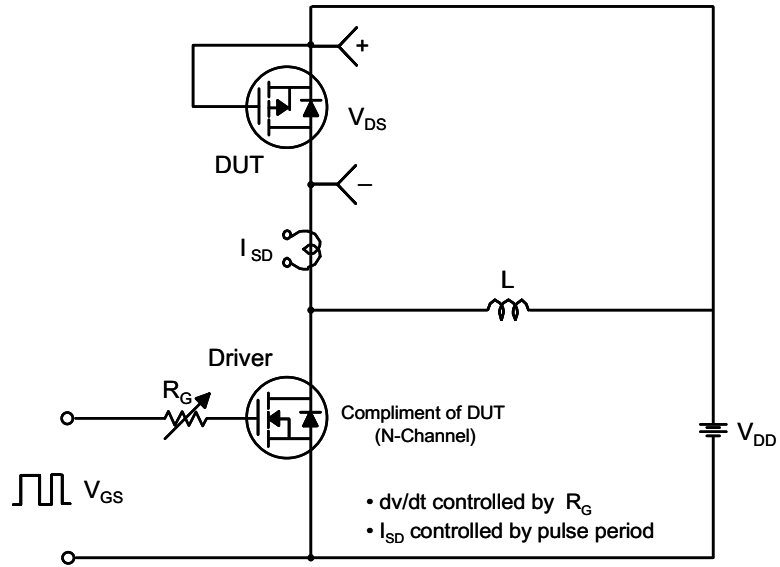 +
V_DS
DUT
–
I_SD
L
Driver
R_G
Compliment of DUT
(N-Channel)
V_DD
V_GS
• dv/dt controlled by R_G
• I_SD controlled by pulse period